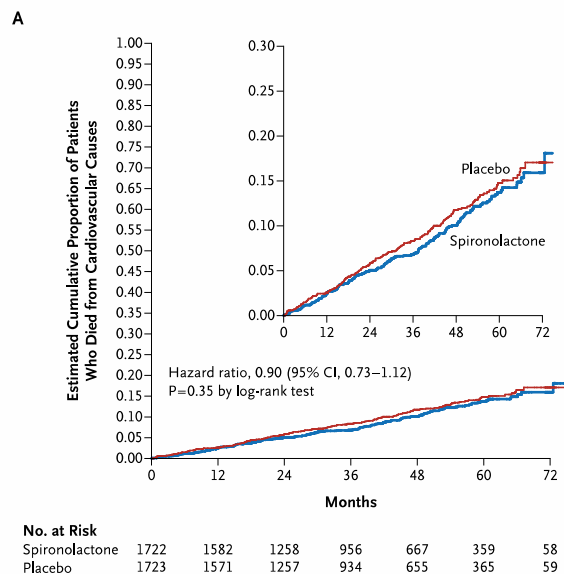 A
Estimated Cumulative Proportion of Patients
Who Died from Cardiovascular Causes
1.00
0.95
0.90
0.85
0.80
0.75
0.70
0.65
0.60
0.55
0.50
0.45
0.40
0.35
0.30
0.25
0.20
0.15
0.10
0.05
0.00
0.30
0.25
0.20
0.15
0.10
0.05
0.00
Placebo
Spironolactone
0 12 24 36 48 60 72
Hazard ratio, 0.90 (95% CI, 0.73–1.12)
P=0.35 by log-rank test
0 12 24 36 48 60 72
Months
No. at Risk
Spironolactone 1722 1582 1258 956 667 359 58
Placebo 1723 1571 1257 934 655 365 59